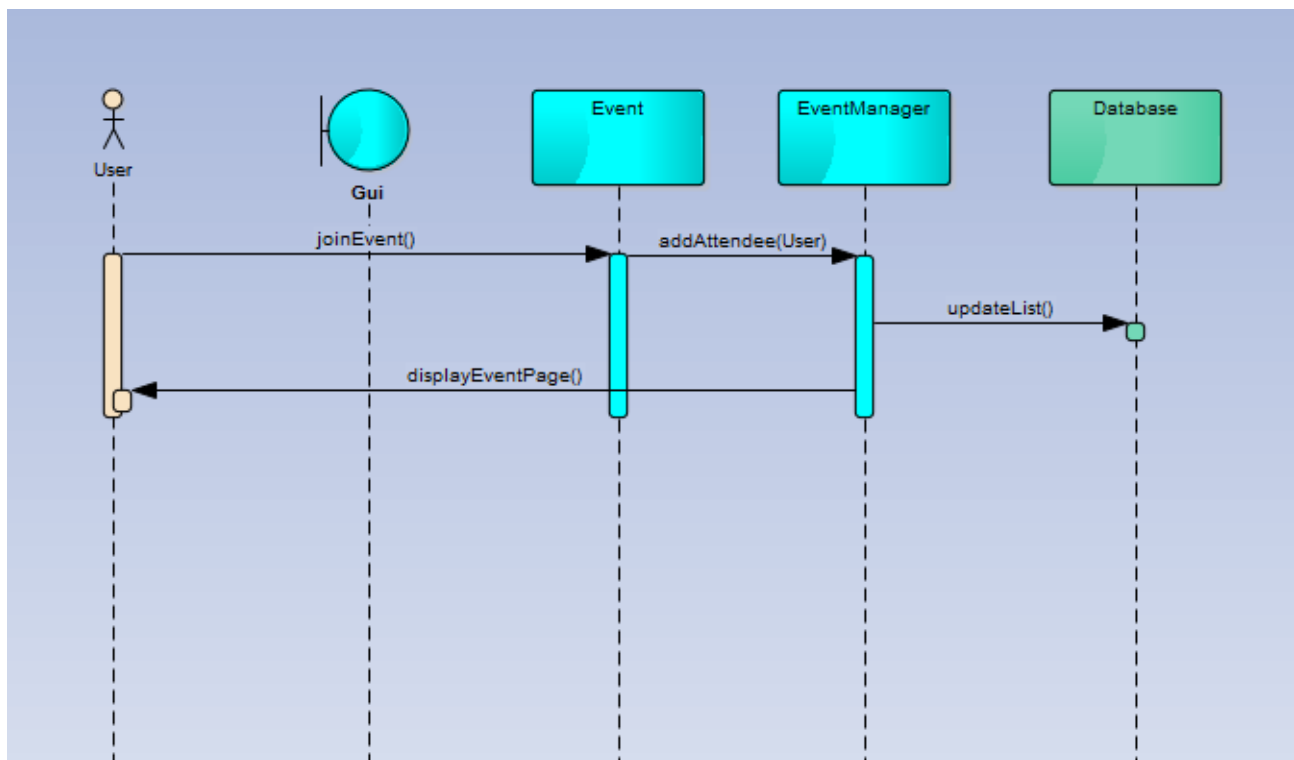 Event
EventManager
Database
User
Gui
joinEvent()
addAttendee(User)
updateList()
displayEventPage()